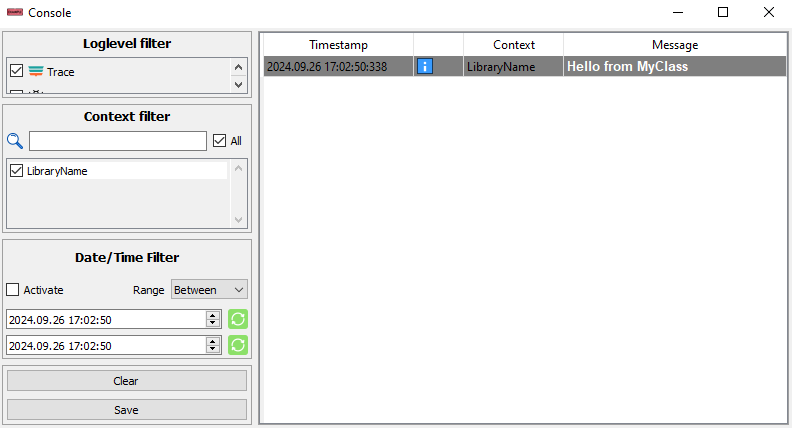 Console
Loglevel filter
Trace
Context filter
All
LibraryName
Date/Time Filter
Activate Range Between
2024.09.26 17:02:50
2024.09.26 17:02:50
Clear
Save
Timestamp Context Message
2024.09.26 17:02:50:338 i LibraryName Hello from MyClass